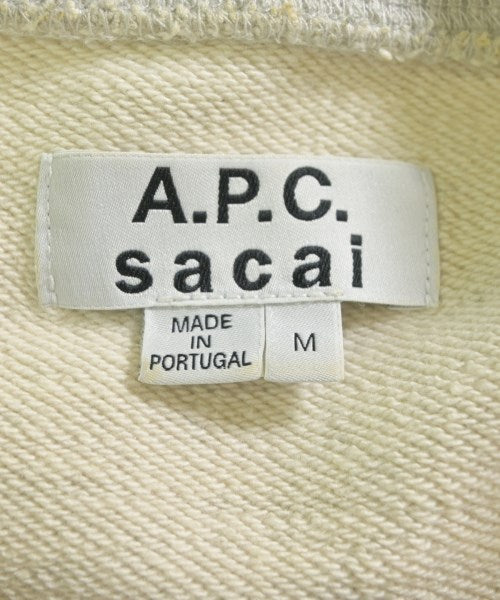 A.P.C.
sacai
MADE
IN
PORTUGAL
M